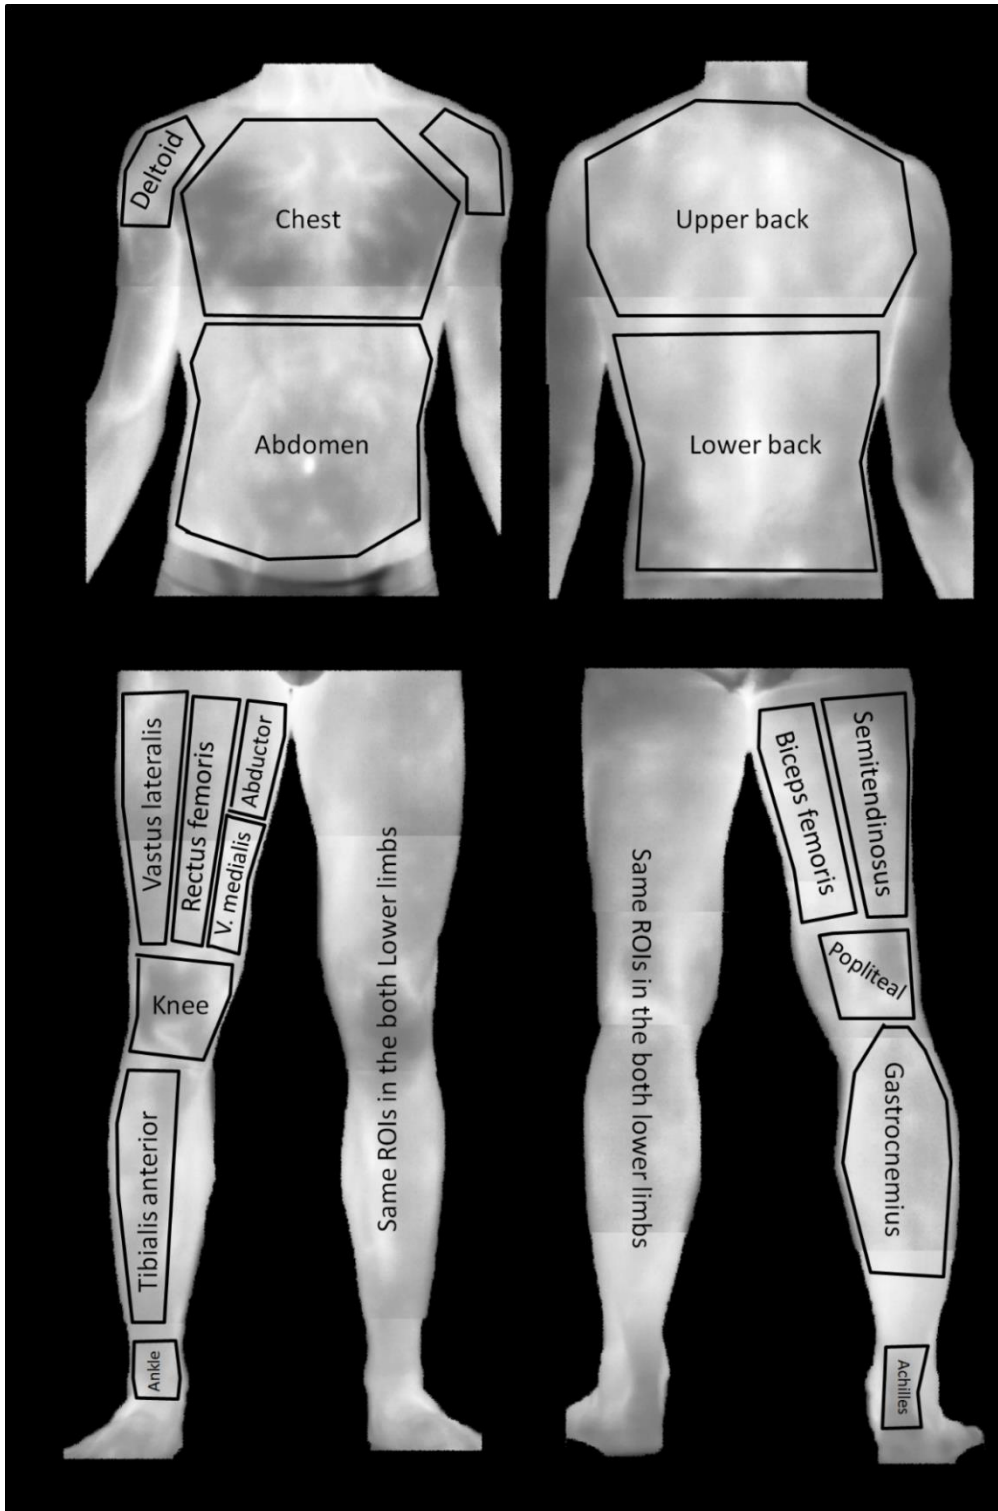 Deltoid
Chest
Upper back
Abdomen
Lower back
Vastus lateralis
Rectus femoris
Abductor
V. medialis
Knee
Tibialis anterior
Ankle
Same ROIs in the both Lower limbs
Same ROIs in the both lower limbs
Biceps femoris
Semitendinosus
Popliteal
Gastrocnemius
Achilles